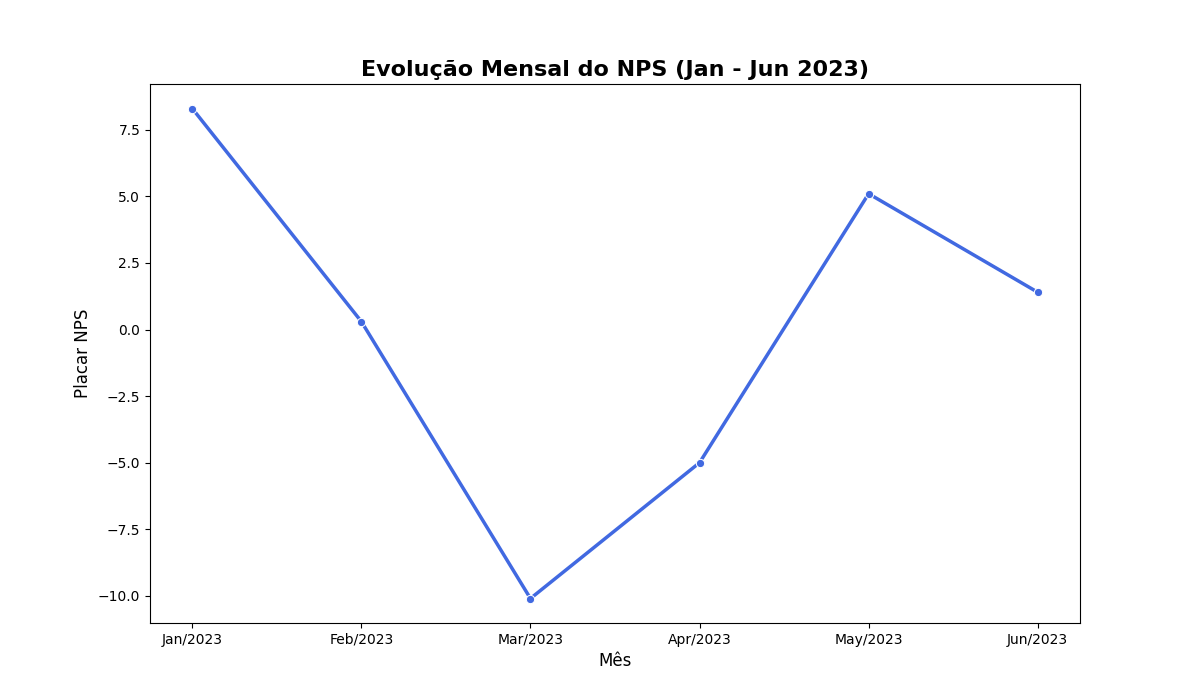 Evolução Mensal do NPS (Jan - Jun 2023)
Placar NPS
7.5
5.0
2.5
0.0
−2.5
−5.0
−7.5
−10.0
Jan/2023 Feb/2023 Mar/2023 Apr/2023 May/2023 Jun/2023
Mês